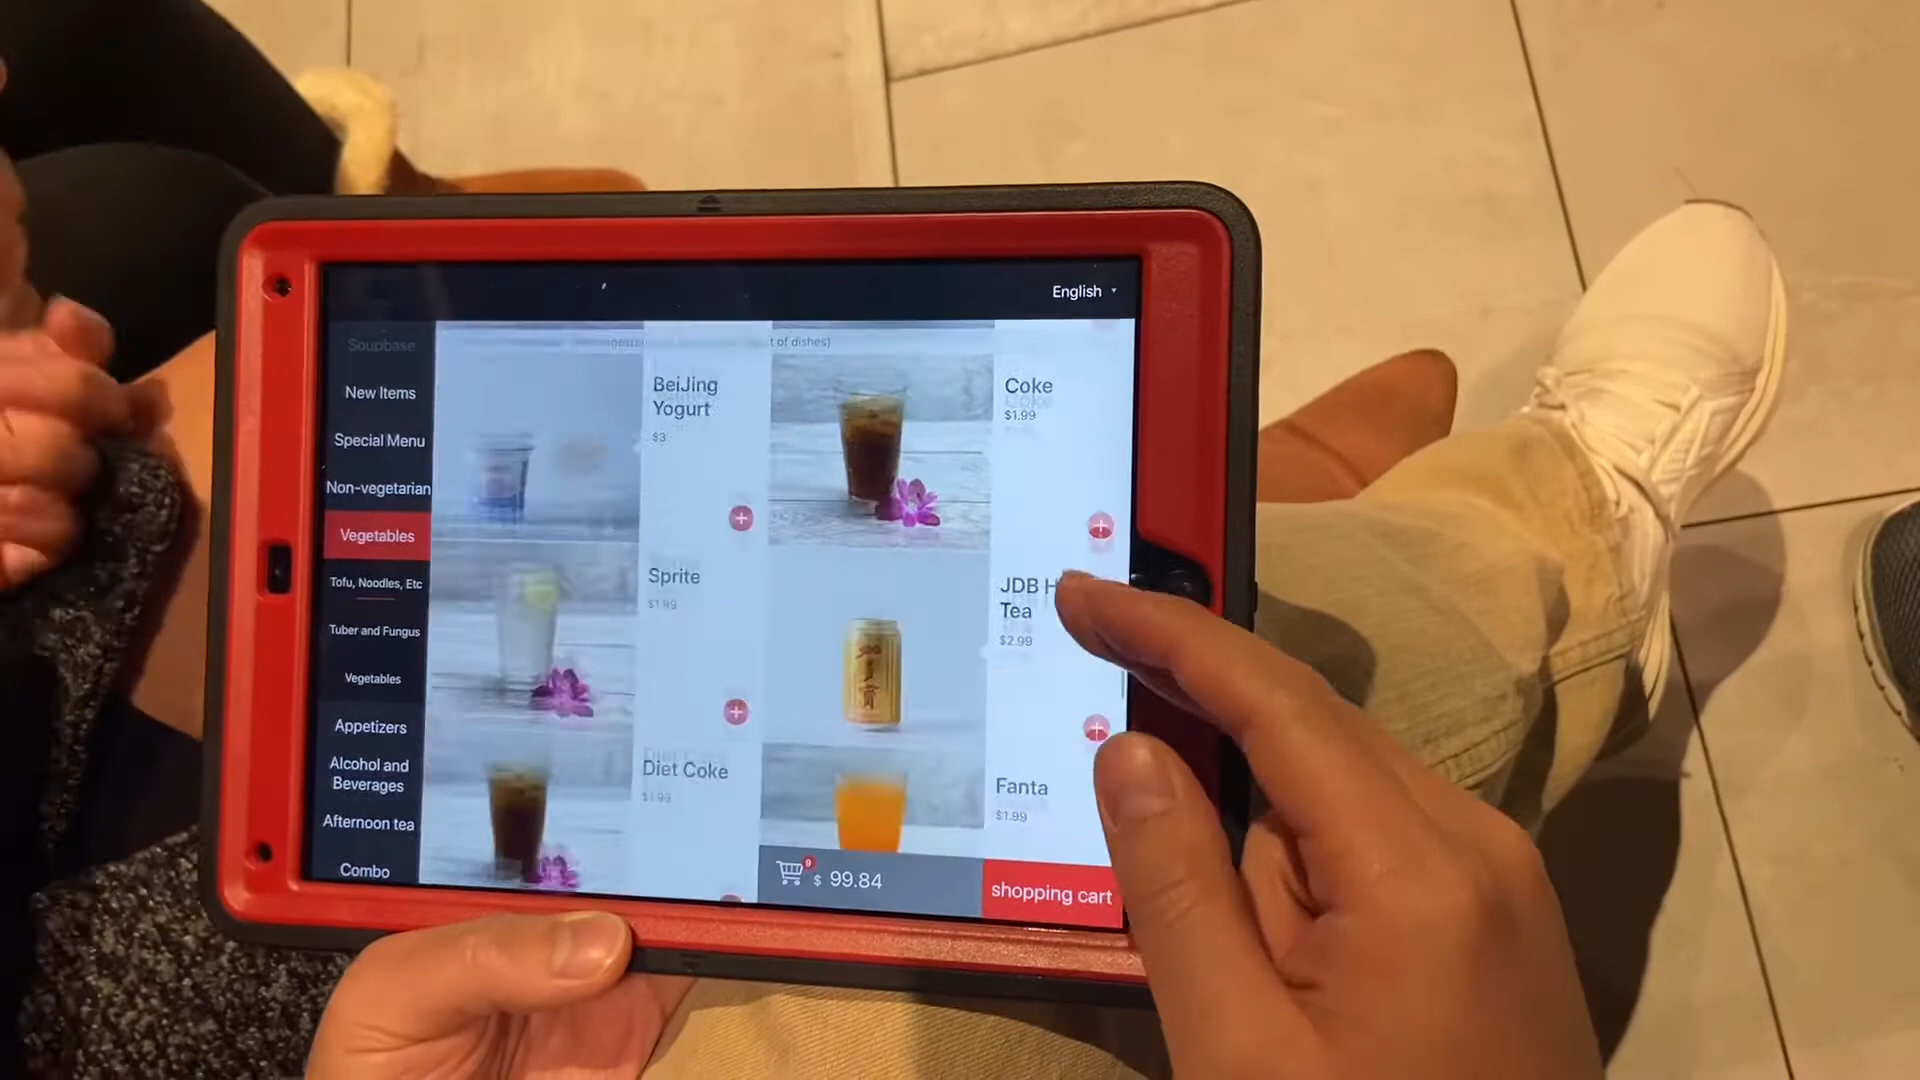 English
Soupbase
New Items
Special Menu
Non-vegetarian
Vegetables
Tofu, Noodles, Etc
Tuber and Fungus
Vegetables
Appetizers
Alcohol and
Beverages
Afternoon tea
Combo
t of dishes)
BeiJing
Yogurt
$3
Coke
$1.99
Sprite
$1.99
JDB H
Tea
$2.99
Diet Coke
$1.99
Fanta
$1.99
9
$ 99.84
shopping cart